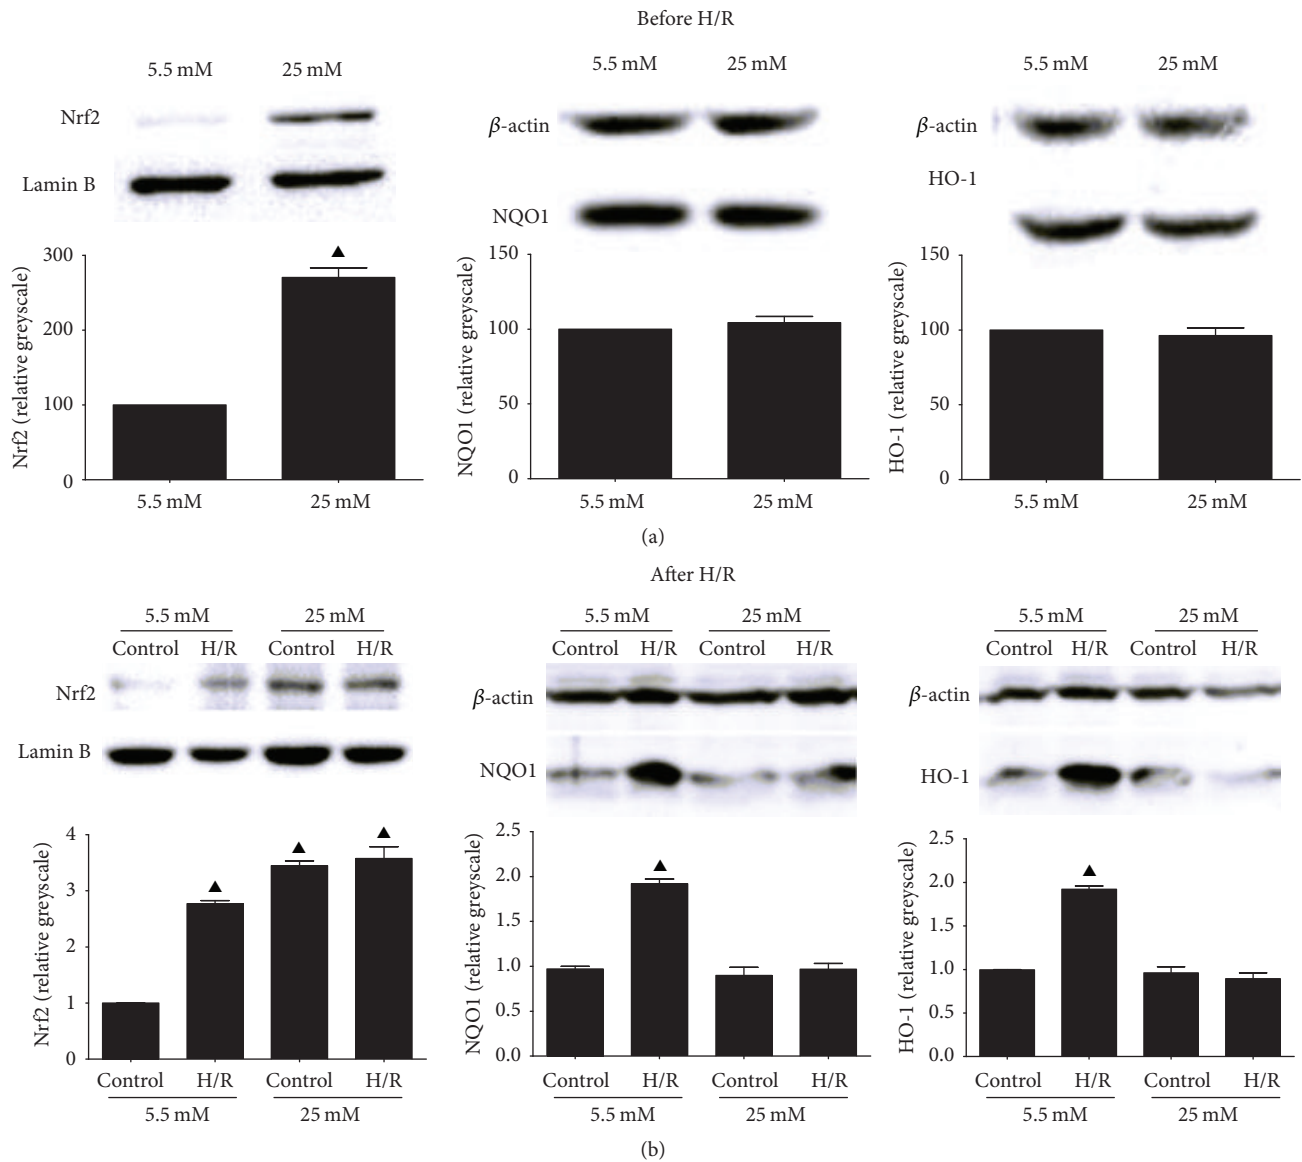 Before H/R
5.5 mM 25 mM
Nrf2
Lamin B
300
200
100
0
Nrf2 (relative greyscale)
▲
5.5 mM 25 mM
5.5 mM 25 mM
β-actin
NQO1
150
100
50
0
NQO1 (relative greyscale)
5.5 mM 25 mM
5.5 mM 25 mM
β-actin
HO-1
150
100
50
0
HO-1 (relative greyscale)
5.5 mM 25 mM
(a)
After H/R
5.5 mM 25 mM
Control H/R Control H/R
Nrf2
Lamin B
4
3
2
1
0
Nrf2 (relative greyscale)
▲ ▲ ▲
Control H/R Control H/R
5.5 mM 25 mM
5.5 mM 25 mM
Control H/R Control H/R
β-actin
NQO1
2.5
2.0
1.5
1.0
0.5
0.0
NQO1 (relative greyscale)
▲
Control H/R Control H/R
5.5 mM 25 mM
5.5 mM 25 mM
Control H/R Control H/R
β-actin
HO-1
2.5
2.0
1.5
1.0
0.5
0.0
HO-1 (relative greyscale)
▲
Control H/R Control H/R
5.5 mM 25 mM
(b)